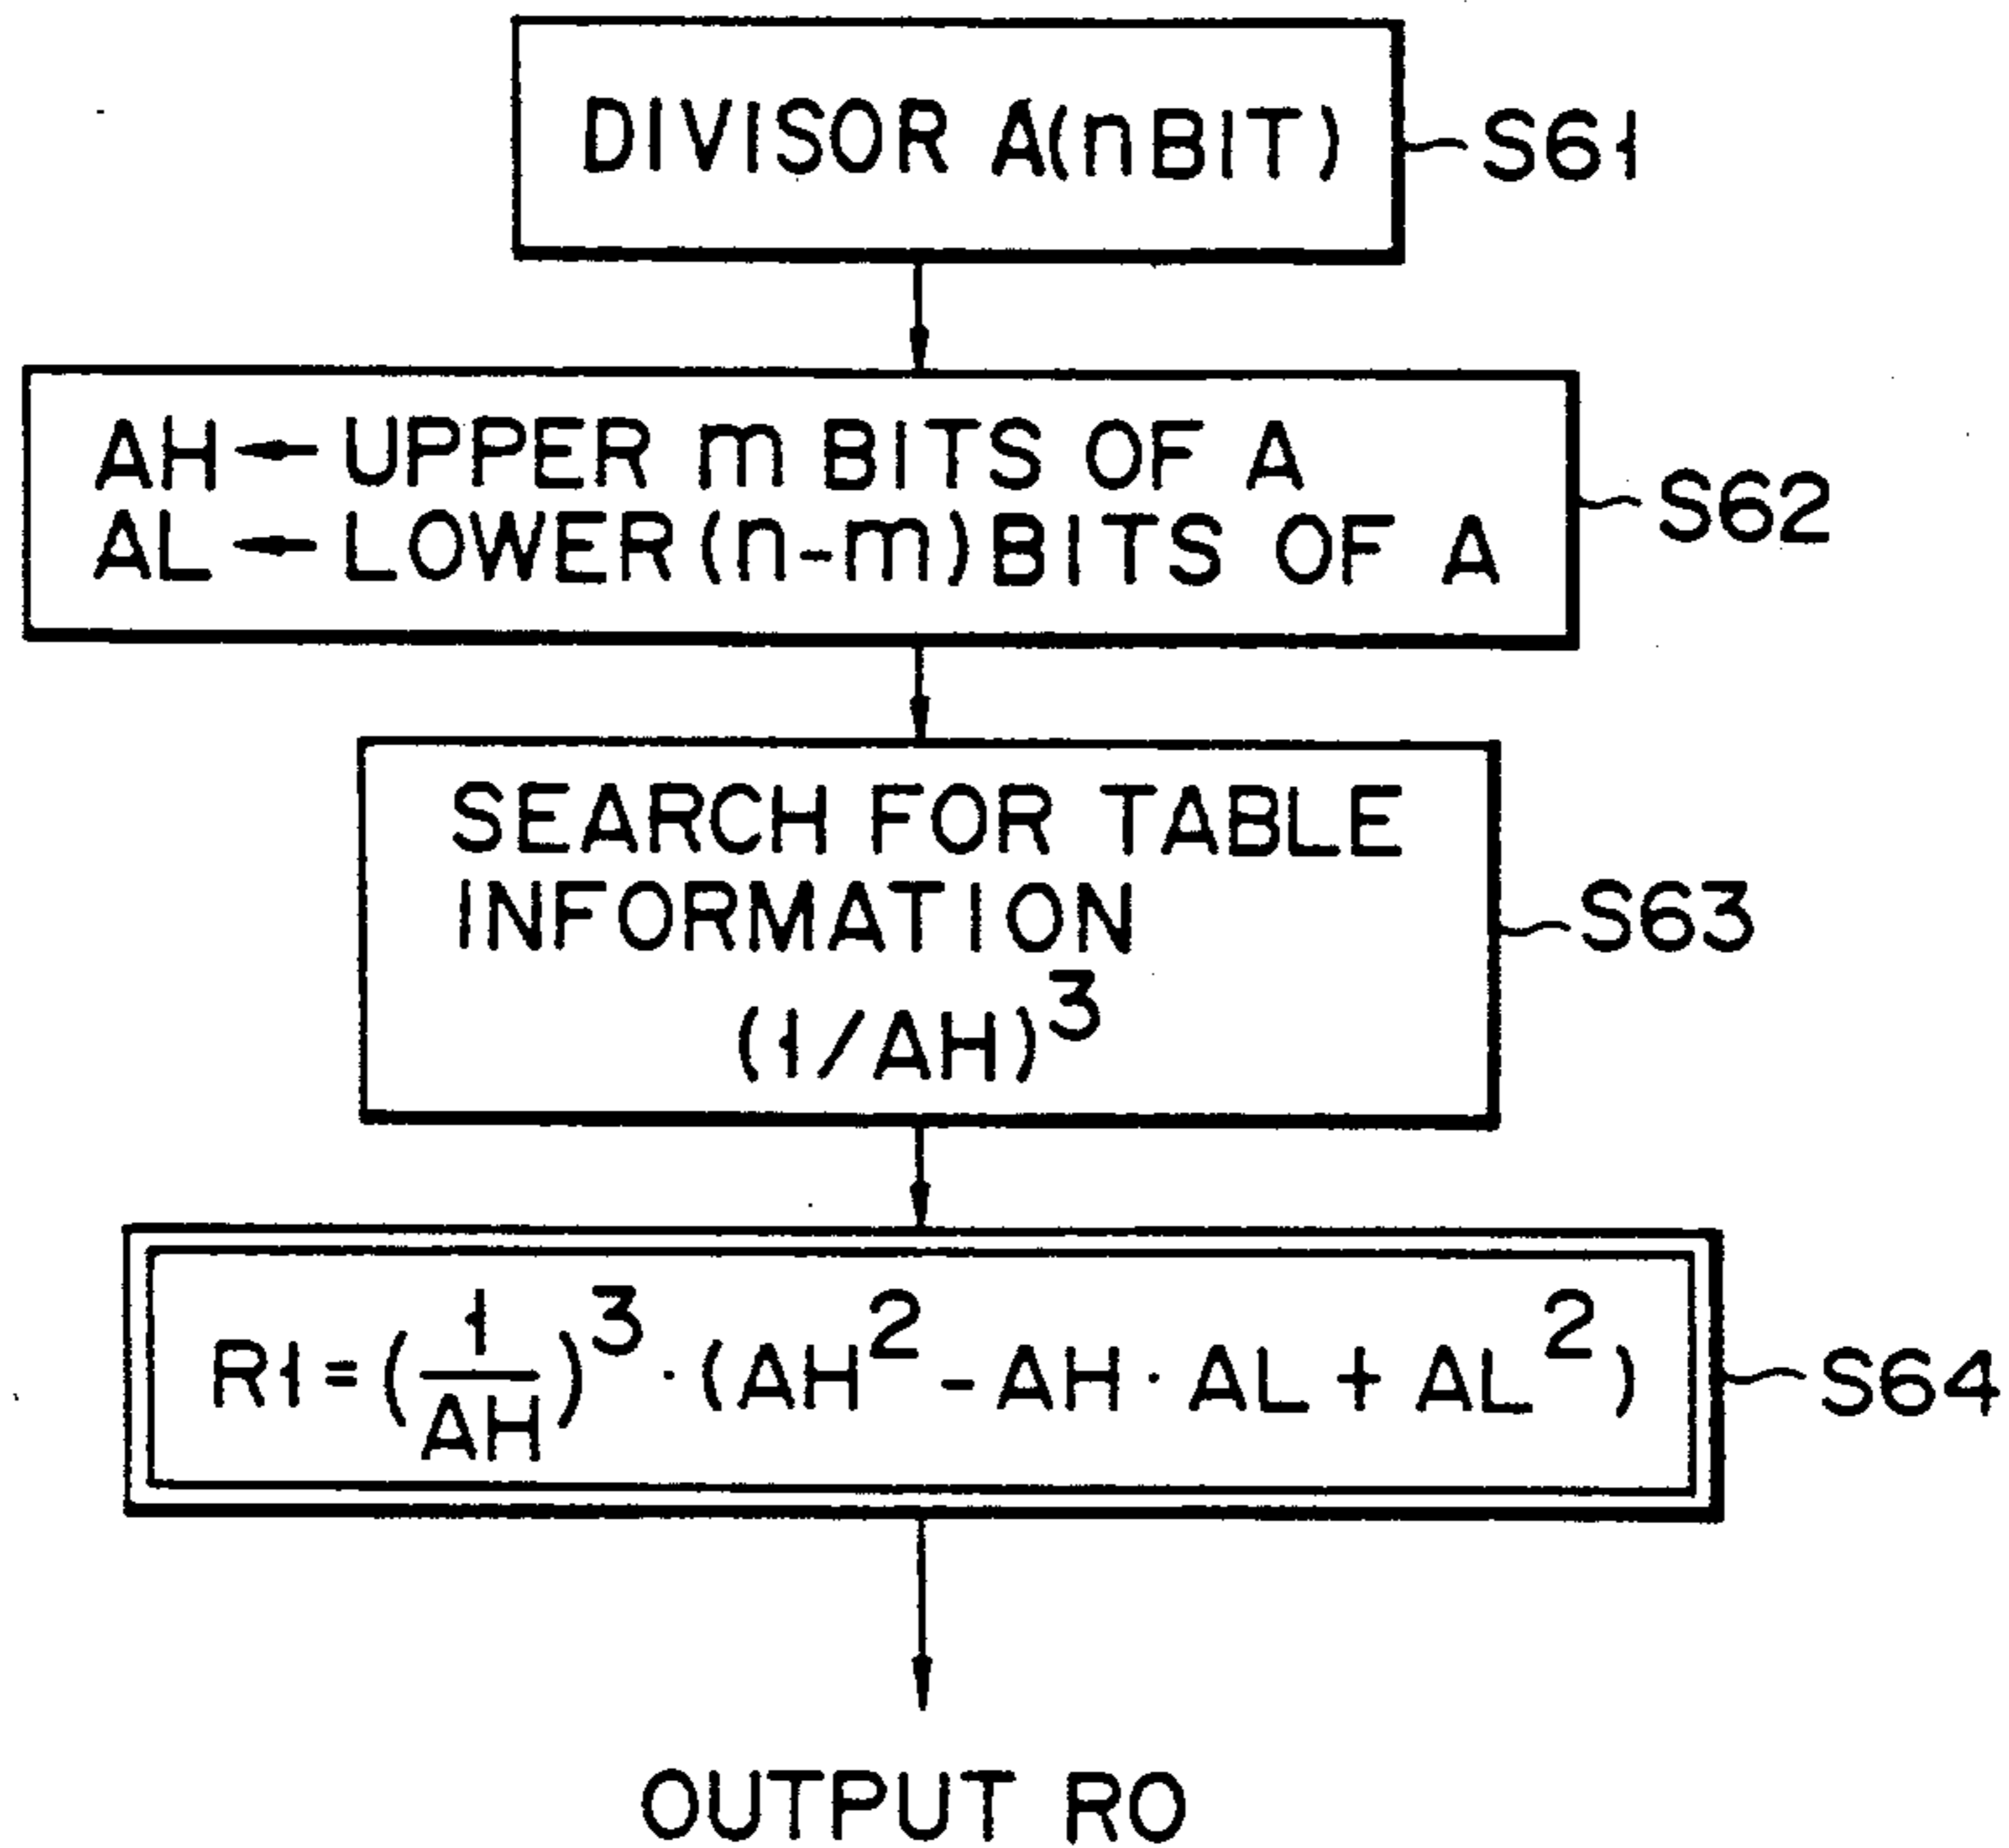 DIVISOR A(nBIT) S61
AH ← UPPER m BITS OF A
AL ← LOWER(n-m)BITS OF A S62
SEARCH FOR TABLE
INFORMATION S63
(1/AH)³
R1=(1/AH)³·(AH²-AH·AL+AL²) S64
OUTPUT RO